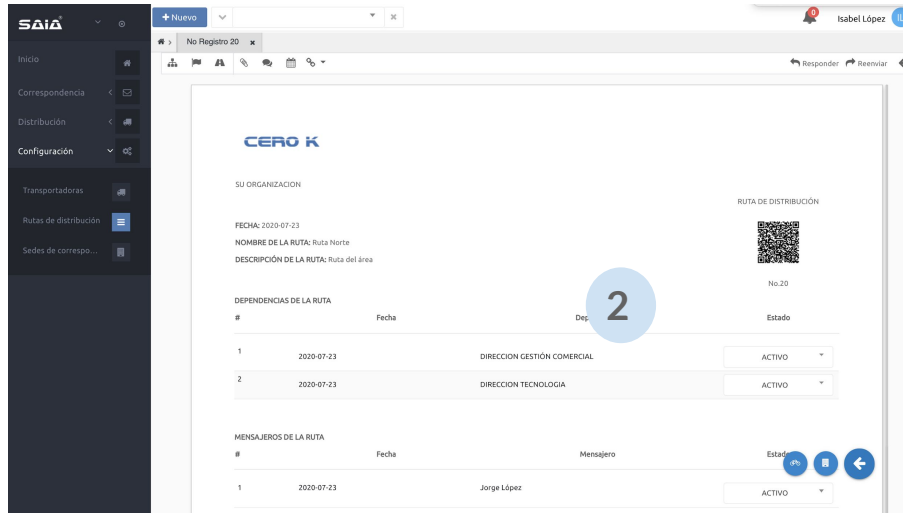 SAIA
+ Nuevo
0
Isabel López
IL
No Registro 20 x
Responder
Reenviar
Inicio
Correspondencia
Distribución
Configuración
Transportadoras
Rutas de distribución
Sedes de correspo...
CERO K
SU ORGANIZACION
RUTA DE DISTRIBUCIÓN
FECHA: 2020-07-23
NOMBRE DE LA RUTA: Ruta Norte
DESCRIPCIÓN DE LA RUTA: Ruta del área
No.20
DEPENDENCIAS DE LA RUTA
2
# Fecha Dep Estado
1 2020-07-23 DIRECCION GESTIÓN COMERCIAL ACTIVO
2 2020-07-23 DIRECCION TECNOLOGIA ACTIVO
MENSAJEROS DE LA RUTA
# Fecha Mensajero Estado
1 2020-07-23 Jorge López ACTIVO